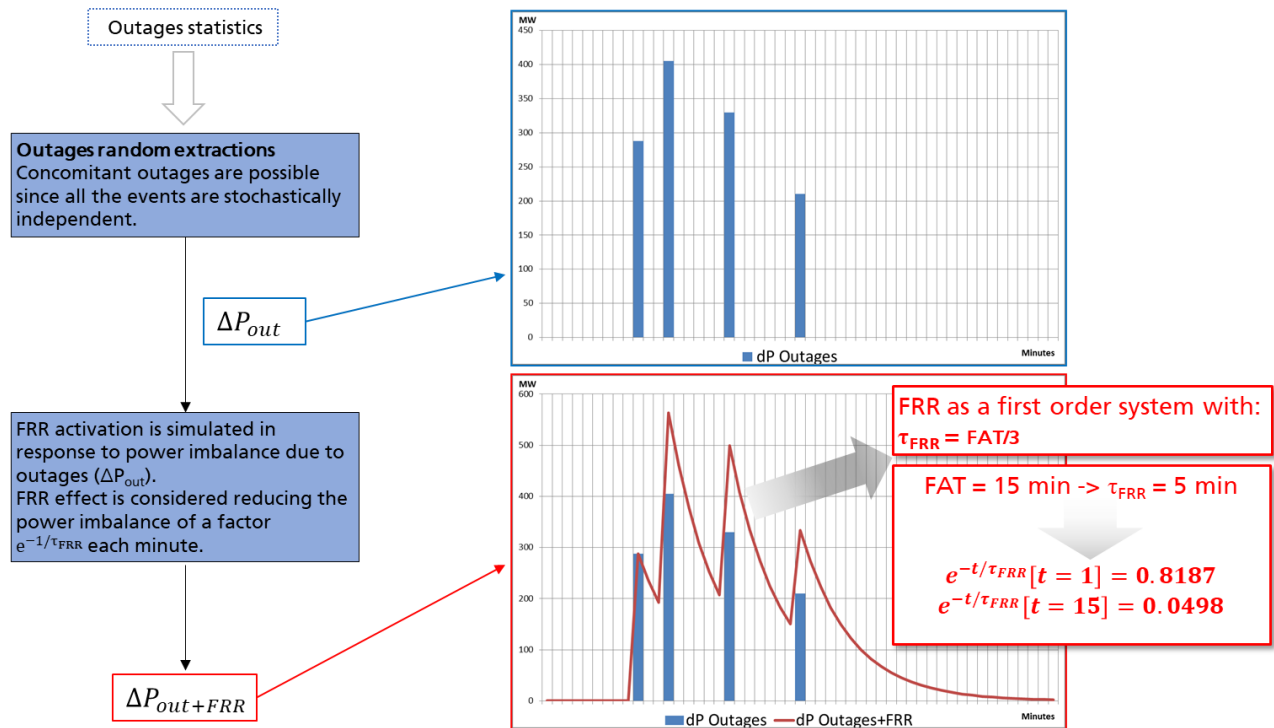 Outages statistics
Outages random extractions
Concomitant outages are possible
since all the events are stochastically
independent.
ΔP_out
FRR activation is simulated in
response to power imbalance due to
outages (ΔP_out).
FRR effect is considered reducing the
power imbalance of a factor
e^{-1/τ_FRR} each minute.
ΔP_{out+FRR}
MW
450
400
350
300
250
200
150
100
50
0
dP Outages
Minutes
MW
600
500
400
300
200
100
0
dP Outages
dP Outages+FRR
Minutes
FRR as a first order system with:
τ_FRR = FAT/3
FAT = 15 min -> τ_FRR = 5 min
e^{-t/τ_FRR}[t = 1] = 0.8187
e^{-t/τ_FRR}[t = 15] = 0.0498